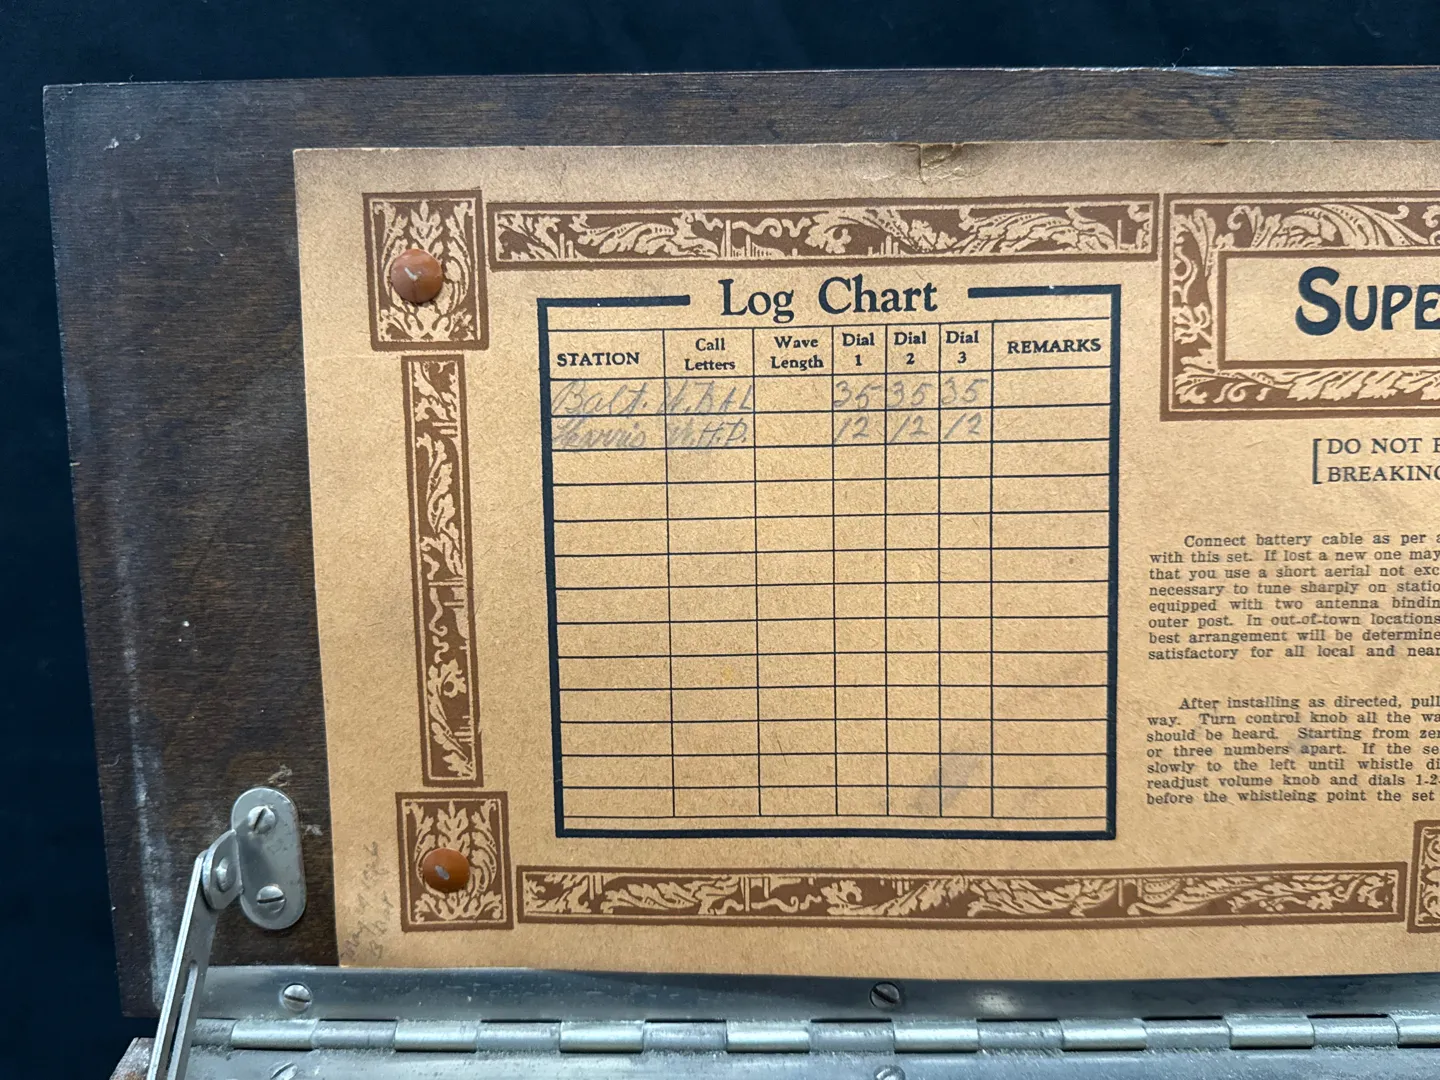 Log Chart
STATION Call Letters Wave Length Dial 1 Dial 2 Dial 3 REMARKS
Balt. W.BAL 35 35 35
Harris W.H.P. 12 12 12
SUPE
[DO NOT
BREAKING
Connect battery cable as per a
with this set. If lost a new one may
that you use a short aerial not exc
necessary to tune sharply on statio
equipped with two antenna bindin
outer post. In out-of-town locations
best arrangement will be determine
satisfactory for all local and near
After installing as directed, pull
way. Turn control knob all the wa
should be heard. Starting from zer
or three numbers apart. If the se
slowly to the left until whistle di
readjust volume knob and dials 1-2
before the whistleing point the set